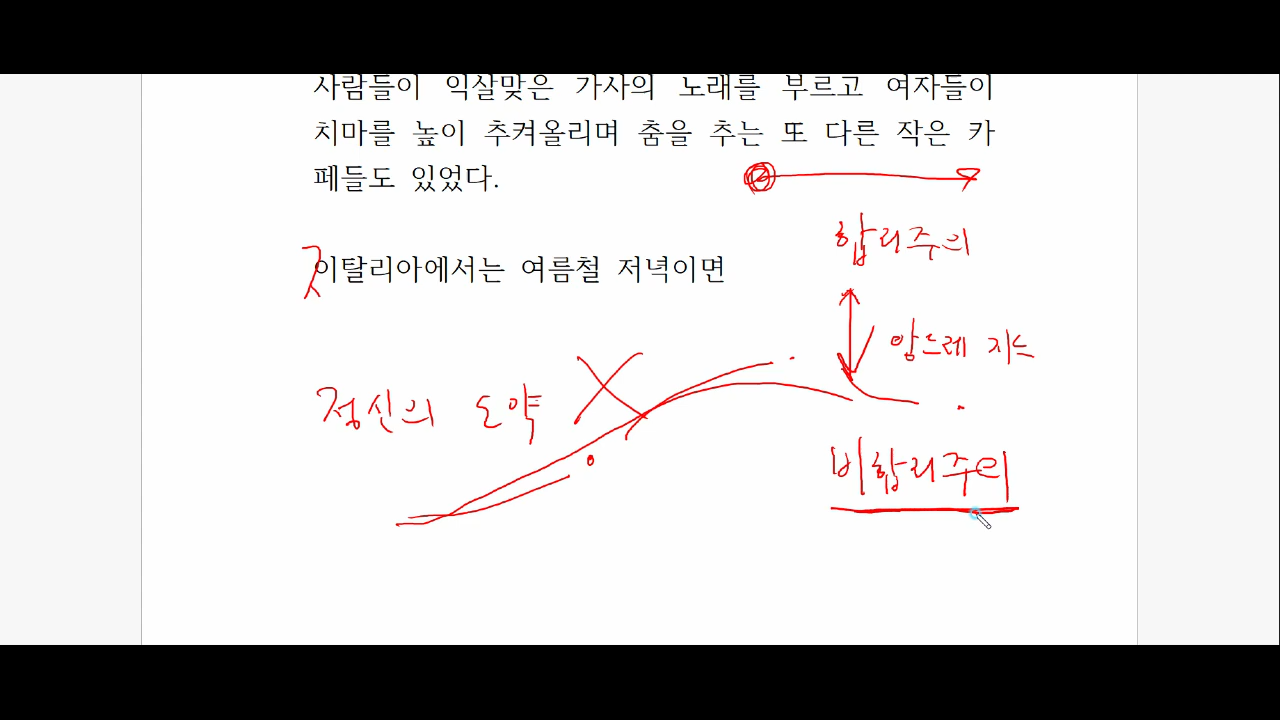 사람들이 익살맞은 가사의 노래를 부르고 여자들이
치마를 높이 추켜올리며 춤을 추는 또 다른 작은 카
페들도 있었다.
합리주의
이탈리아에서는 여름철 저녁이면
앙드레 지드
정신의 도약
비합리주의